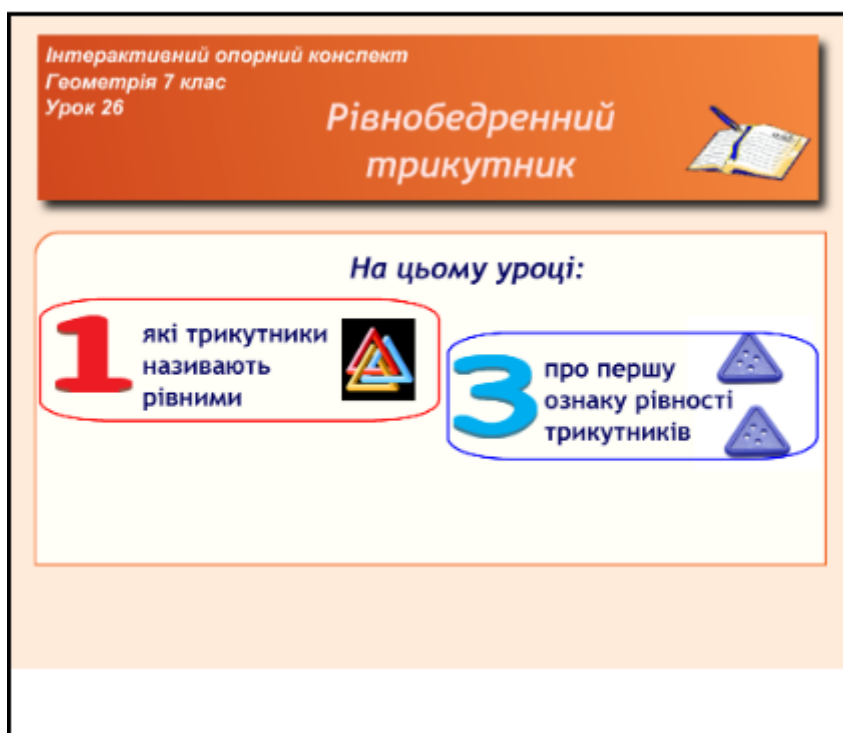 Інтерактивний опорний конспект
Геометрія 7 клас
Урок 26
Рівнобедренний
трикутник
На цьому уроці:
1
які трикутники
називають
рівними
3
про першу
ознаку рівності
трикутників